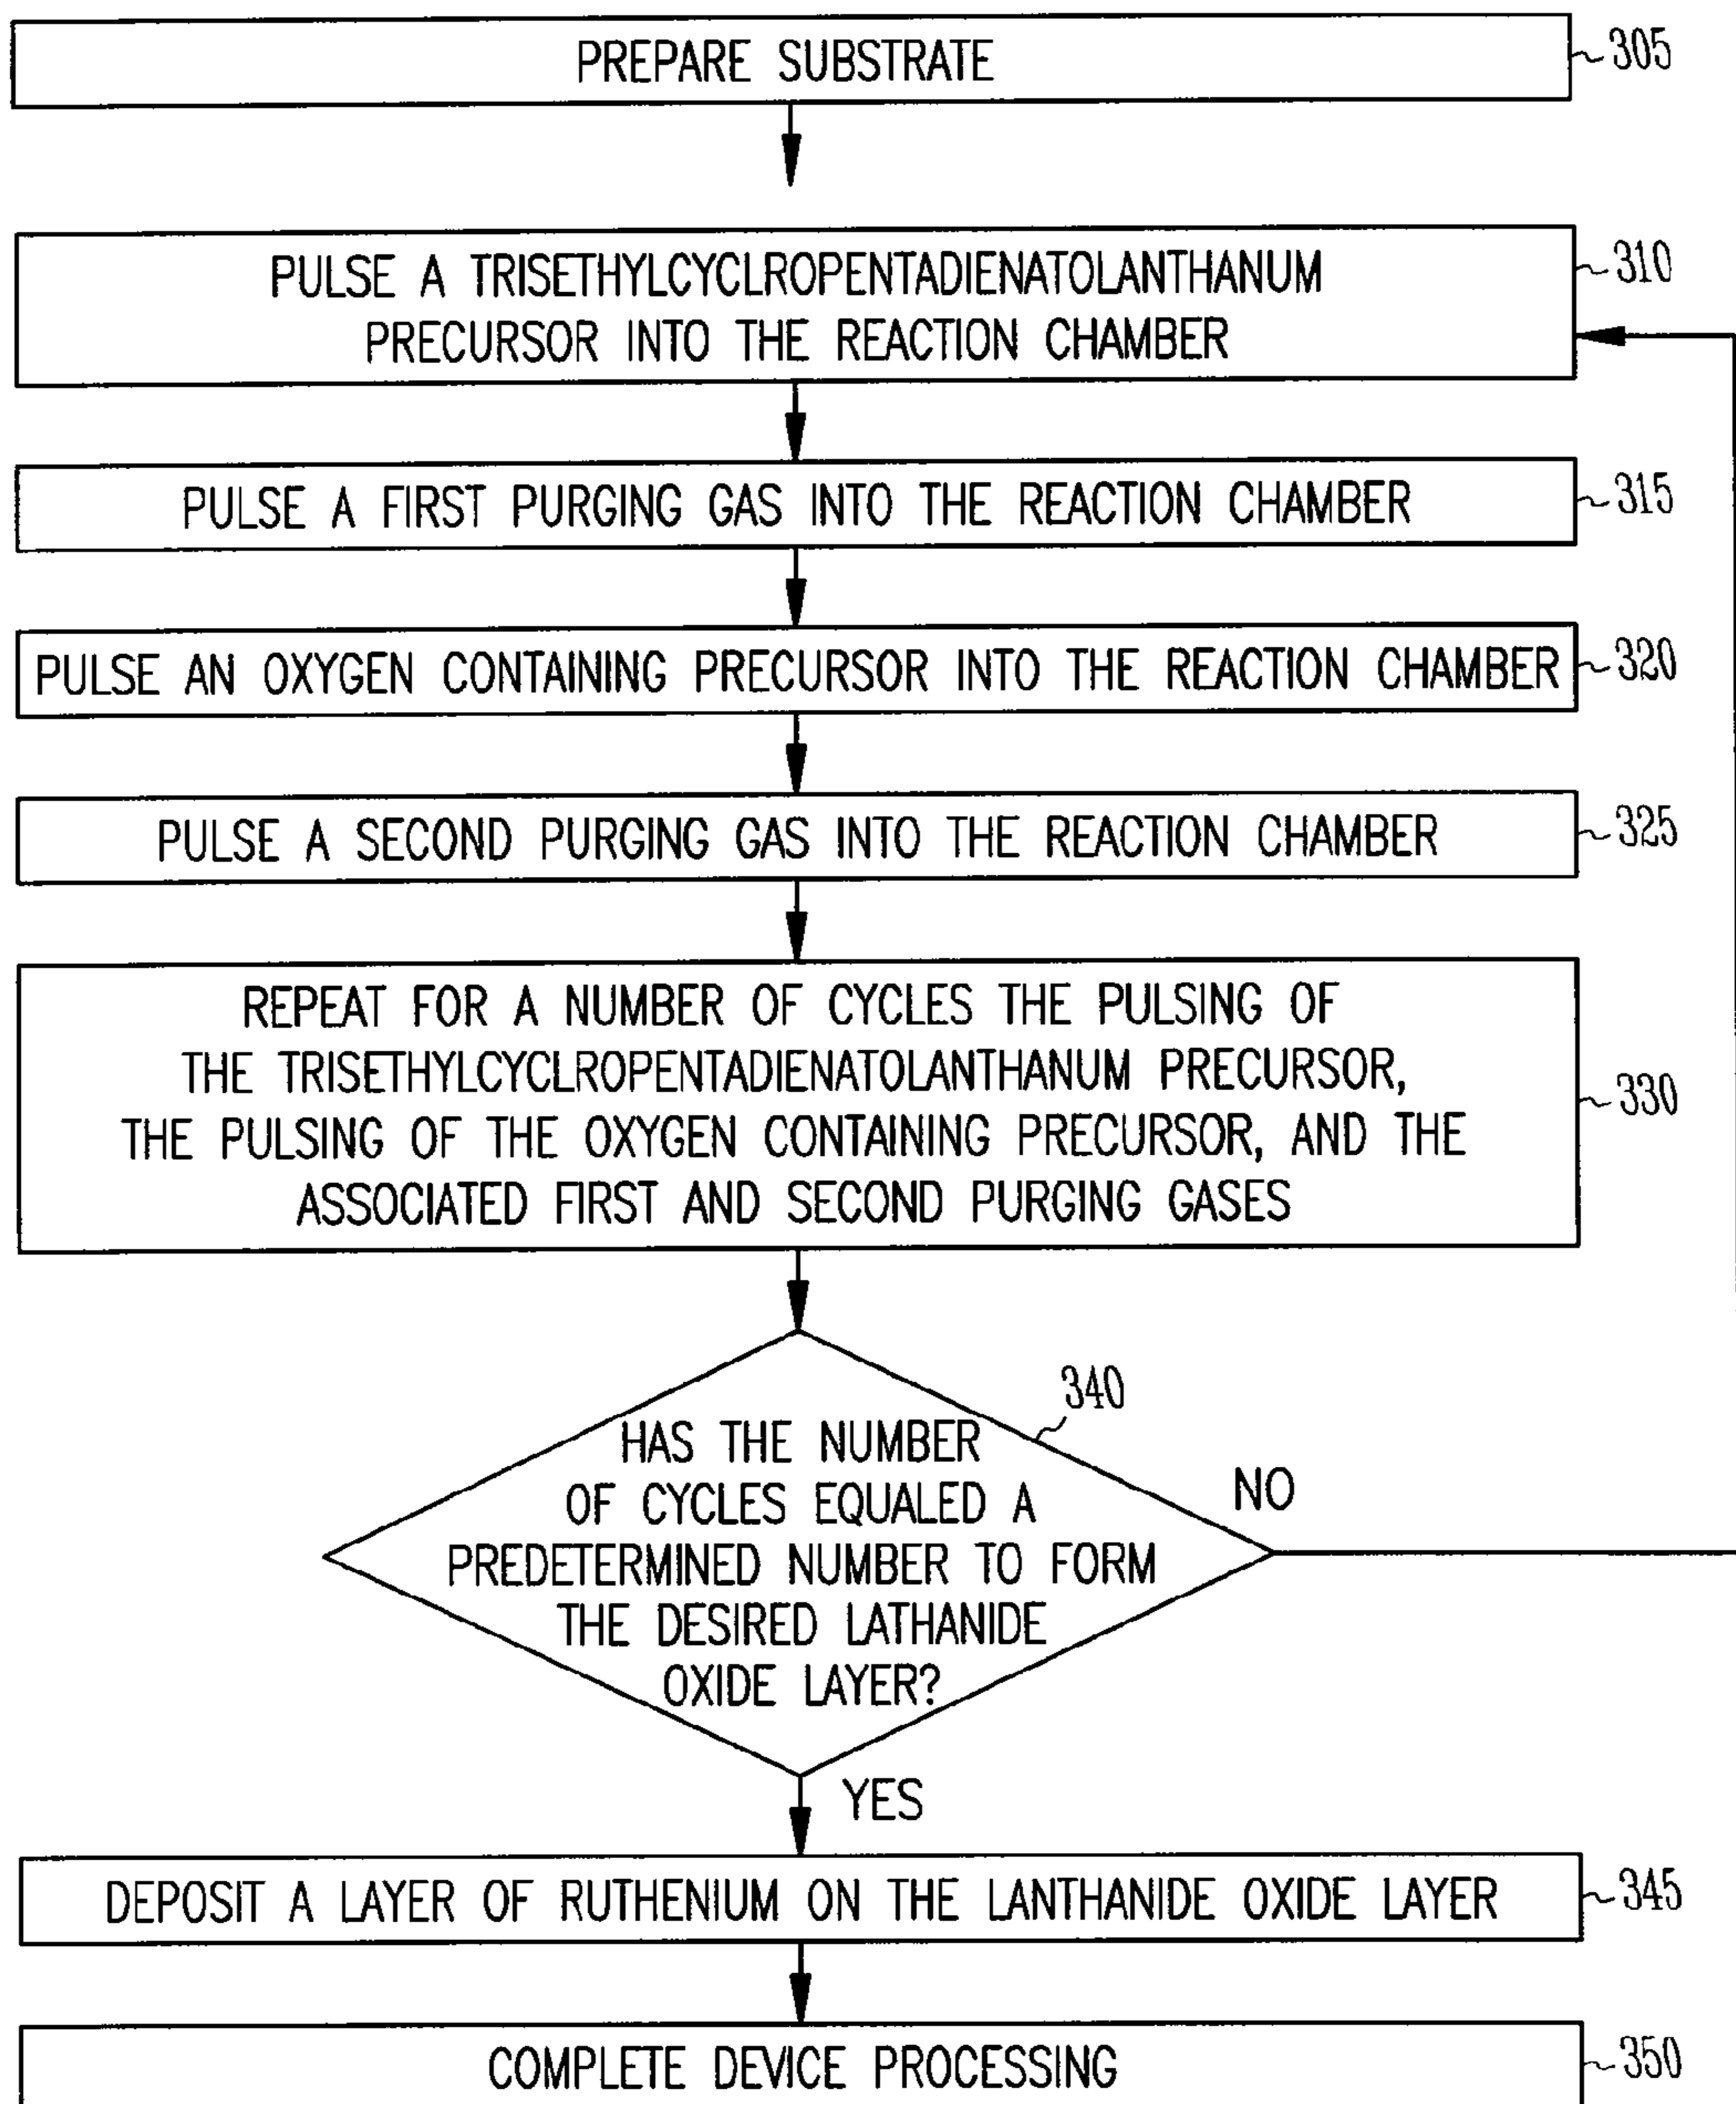 PREPARE SUBSTRATE
305
PULSE A TRISETHYLCYCLROPENTADIENATOLANTHANUM
PRECURSOR INTO THE REACTION CHAMBER
310
PULSE A FIRST PURGING GAS INTO THE REACTION CHAMBER
315
PULSE AN OXYGEN CONTAINING PRECURSOR INTO THE REACTION CHAMBER
320
PULSE A SECOND PURGING GAS INTO THE REACTION CHAMBER
325
REPEAT FOR A NUMBER OF CYCLES THE PULSING OF
THE TRISETHYLCYCLROPENTADIENATOLANTHANUM PRECURSOR,
THE PULSING OF THE OXYGEN CONTAINING PRECURSOR, AND THE
ASSOCIATED FIRST AND SECOND PURGING GASES
330
340
HAS THE NUMBER
OF CYCLES EQUALED A
PREDETERMINED NUMBER TO FORM
THE DESIRED LATHANIDE
OXIDE LAYER?
NO
YES
DEPOSIT A LAYER OF RUTHENIUM ON THE LANTHANIDE OXIDE LAYER
345
COMPLETE DEVICE PROCESSING
350